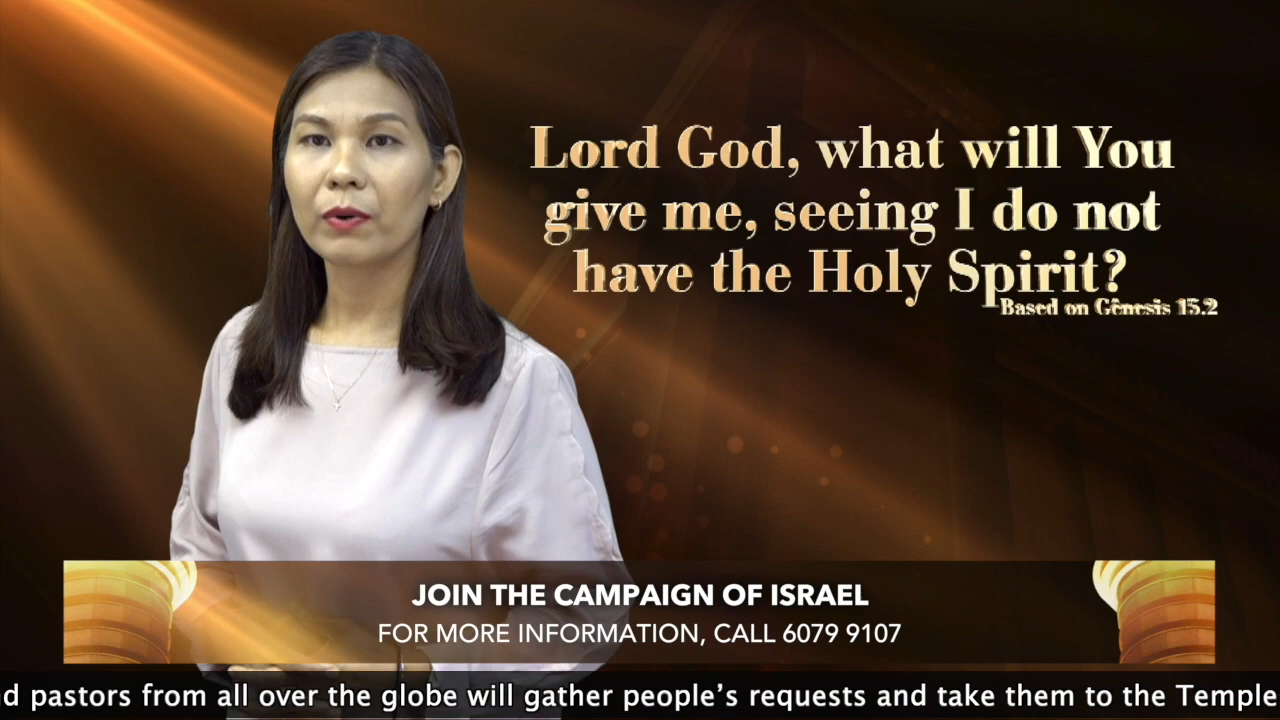 Lord God, what will You
give me, seeing I do not
have the Holy Spirit?
Based on Gênesis 15.2
JOIN THE CAMPAIGN OF ISRAEL
FOR MORE INFORMATION, CALL 6079 9107
d pastors from all over the globe will gather people’s requests and take them to the Temple